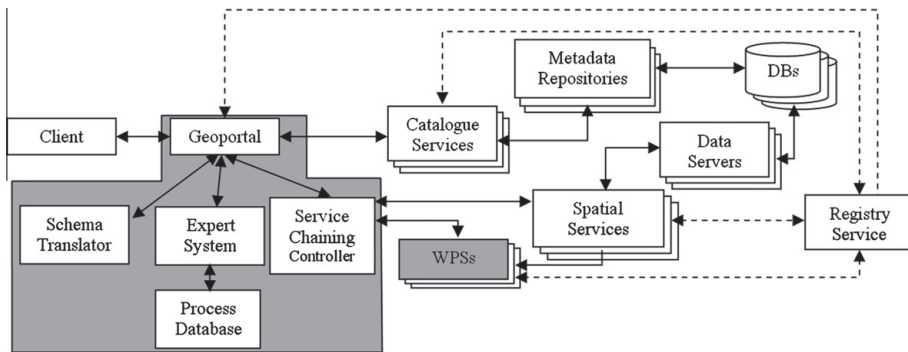 Metadata
Repositories
DBs
Client
Geoportal
Catalogue
Services
Data
Servers
Schema
Translator
Expert
System
Service
Chaining
Controller
Spatial
Services
Registry
Service
WPSs
Process
Database